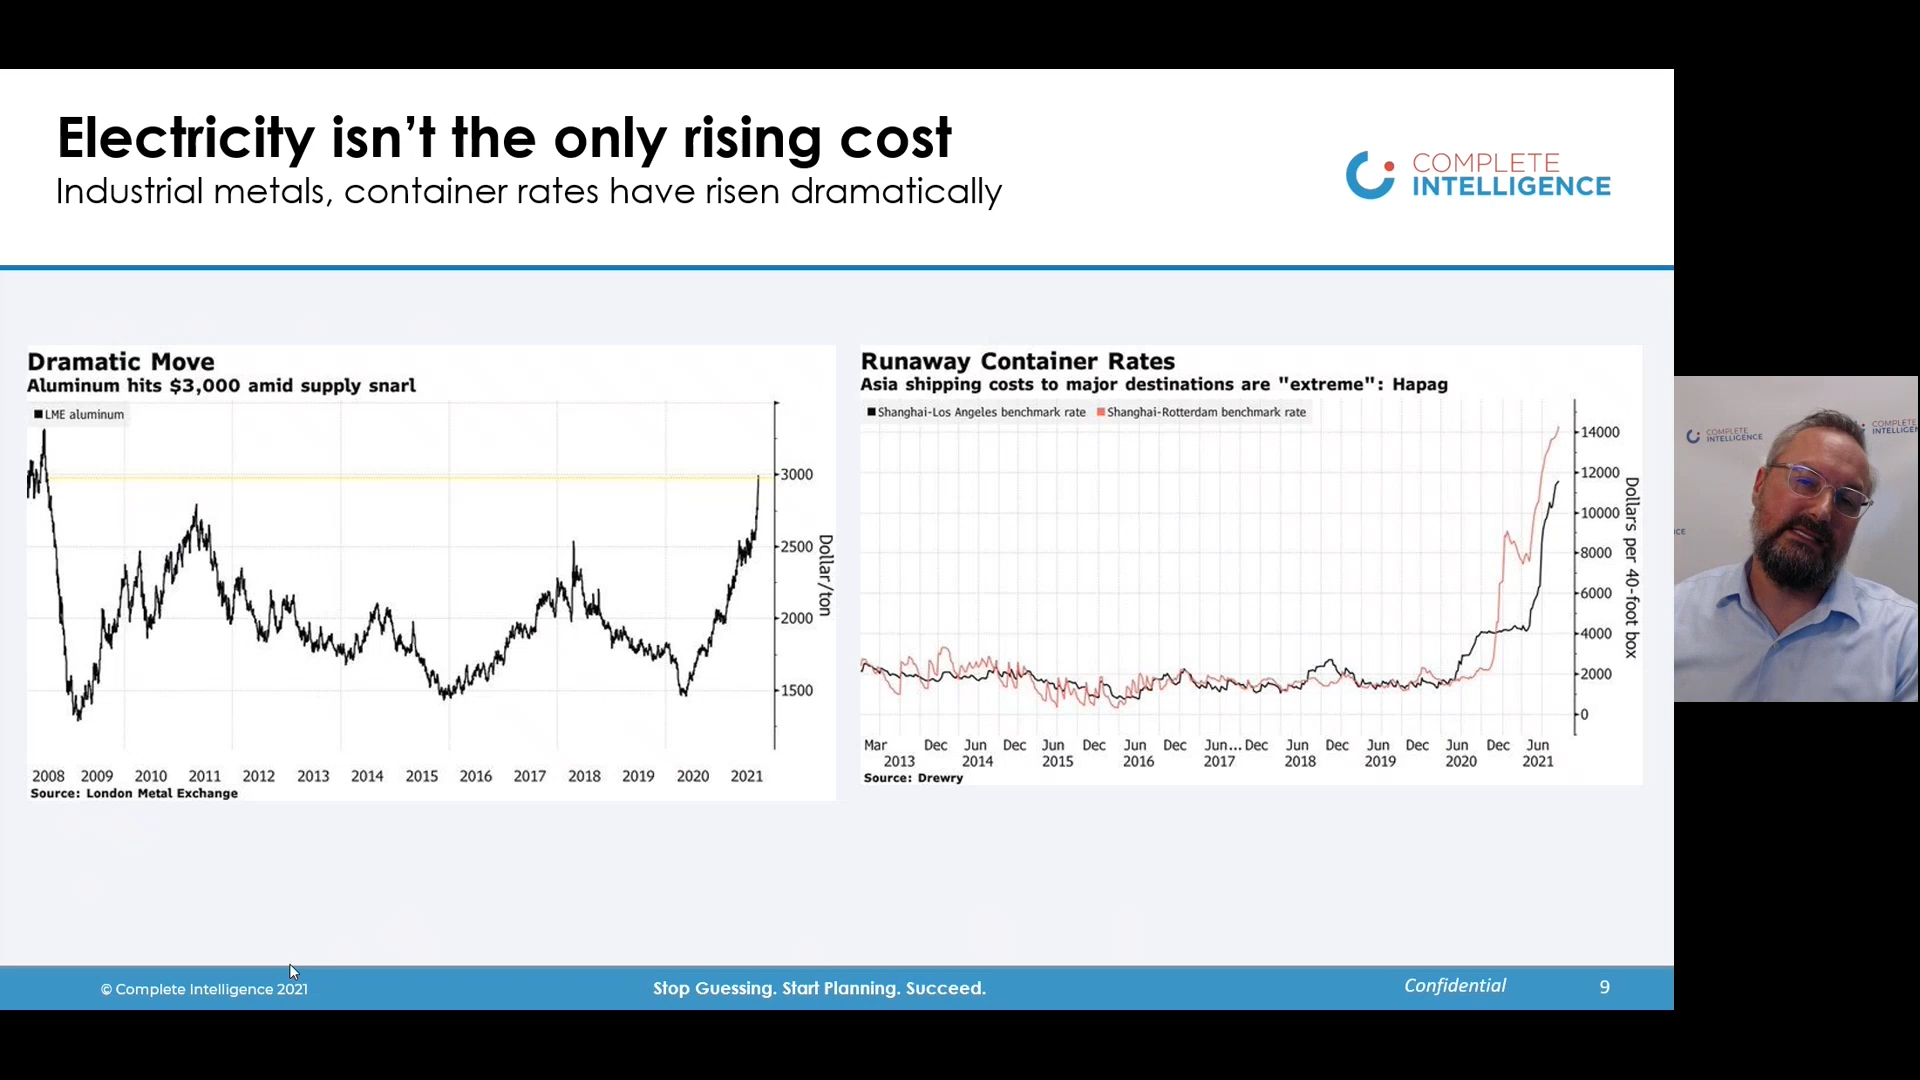 Electricity isn’t the only rising cost
Industrial metals, container rates have risen dramatically
COMPLETE
INTELLIGENCE
Dramatic Move
Aluminum hits $3,000 amid supply snarl
LME aluminum
3000
2500
2000
1500
Dollar/ton
2008 2009 2010 2011 2012 2013 2014 2015 2016 2017 2018 2019 2020 2021
Source: London Metal Exchange
Runaway Container Rates
Asia shipping costs to major destinations are "extreme": Hapag
Shanghai-Los Angeles benchmark rate Shanghai-Rotterdam benchmark rate
14000
12000
10000
8000
6000
4000
2000
0
Dollars per 40-foot box
Mar Dec Jun Dec Jun Dec Jun Dec Jun... Dec Jun Dec Jun Dec Jun Dec Jun
2013 2014 2015 2016 2017 2018 2019 2020 2021
Source: Drewry
COMPLETE
INTELLIGENCE
COMPLETE
INTELLIGEN
CE
© Complete Intelligence 2021
Stop Guessing. Start Planning. Succeed.
Confidential
9